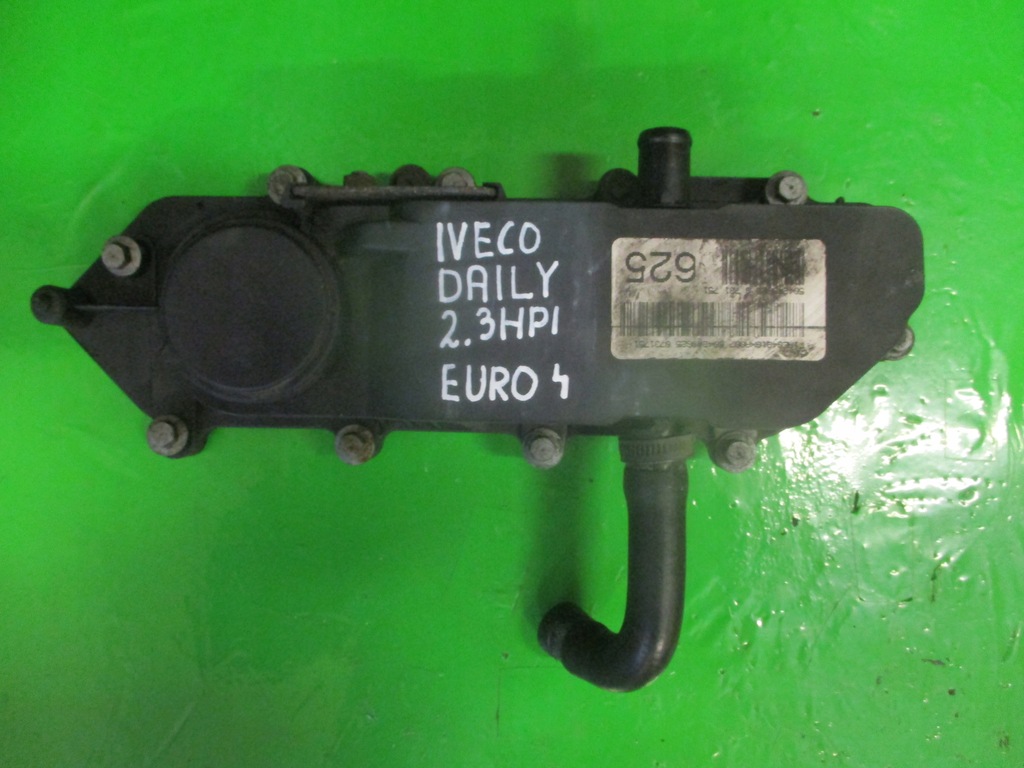 IVECO
DAILY
2.3HPI
EURO 4
625